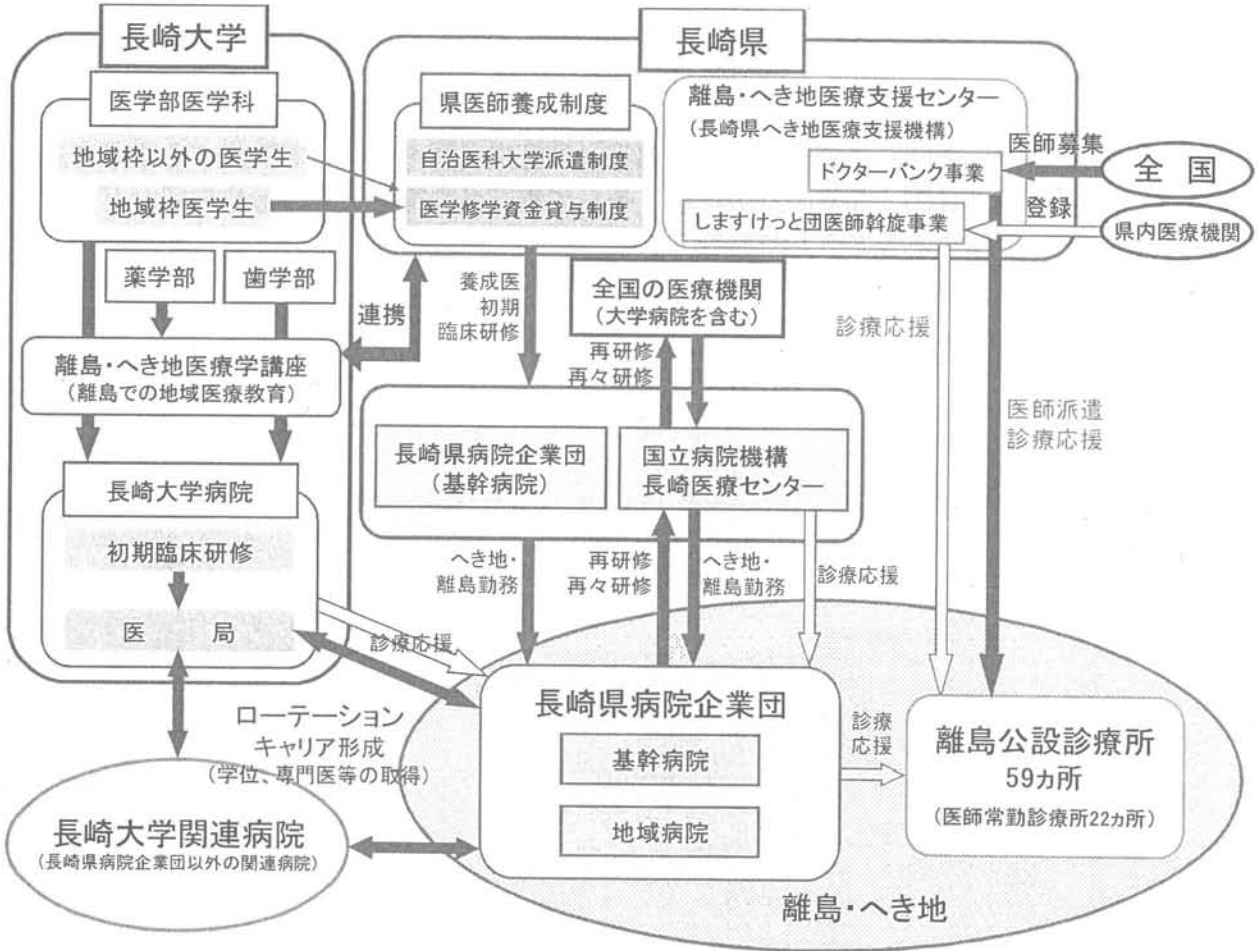 長崎大学
医学部医学科
地域枠以外の医学生
地域枠医学生
薬学部
歯学部
離島・へき地医療学講座
(離島での地域医療教育)
長崎大学病院
初期臨床研修
医　局
長崎県
県医師養成制度
自治医科大学派遣制度
医学修学資金貸与制度
離島・へき地医療支援センター
(長崎県へき地医療支援機構)
ドクターバンク事業
しますけっと団医師斡旋事業
医師募集
全　国
登録
県内医療機関
連携
養成医
初期
臨床研修
全国の医療機関
(大学病院を含む)
再研修
再々研修
診療応援
医師派遣
診療応援
長崎県病院企業団
(基幹病院)
国立病院機構
長崎医療センター
へき地・
離島勤務
再研修
再々研修
へき地・
離島勤務
診療応援
診療応援
ローテーション
キャリア形成
(学位、専門医等の取得)
長崎大学関連病院
(長崎県病院企業団以外の関連病院)
長崎県病院企業団
基幹病院
地域病院
診療
応援
離島公設診療所
59ヵ所
(医師常勤診療所22ヵ所)
離島・へき地